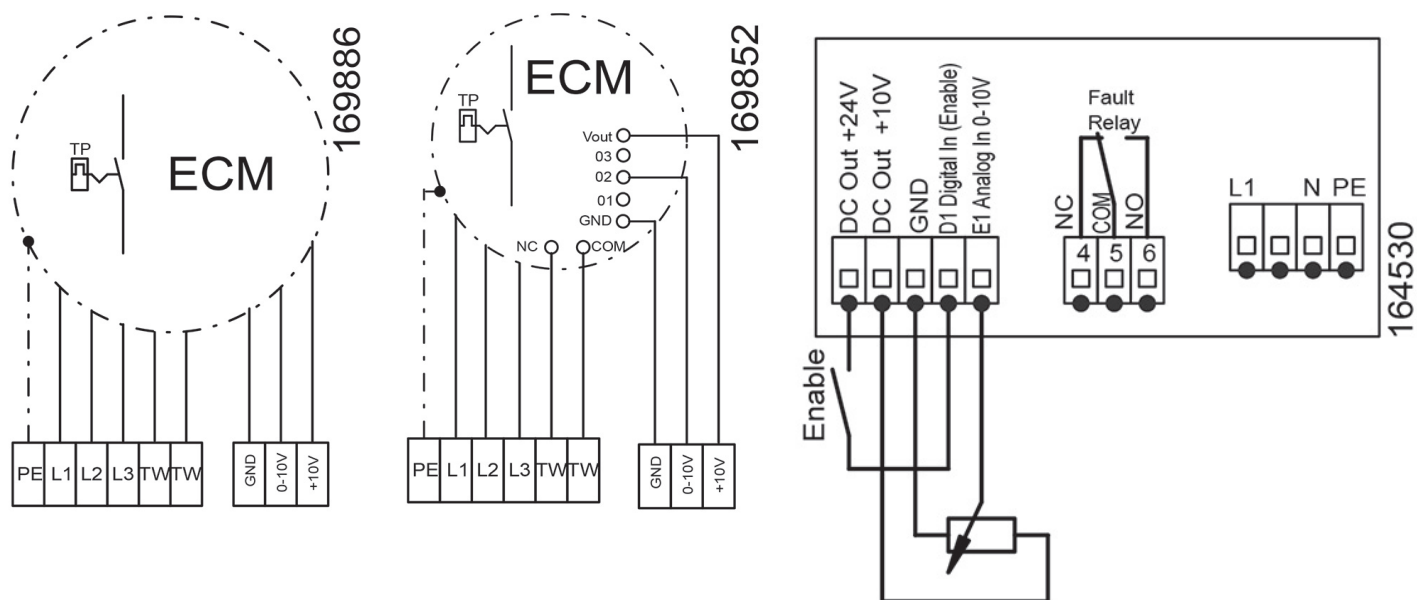 169886
TP
ECM
PE L1 L2 L3 TW TW
GND 0-10V +10V
169852
ECM
TP
Vout
03
02
01
GND
NC COM
PE L1 L2 L3 TW TW
GND 0-10V +10V
164530
DC Out +24V
DC Out +10V
GND
D1 Digital In (Enable)
E1 Analog In 0-10V
Fault
Relay
NC COM NO
4 5 6
L1 N PE
Enable